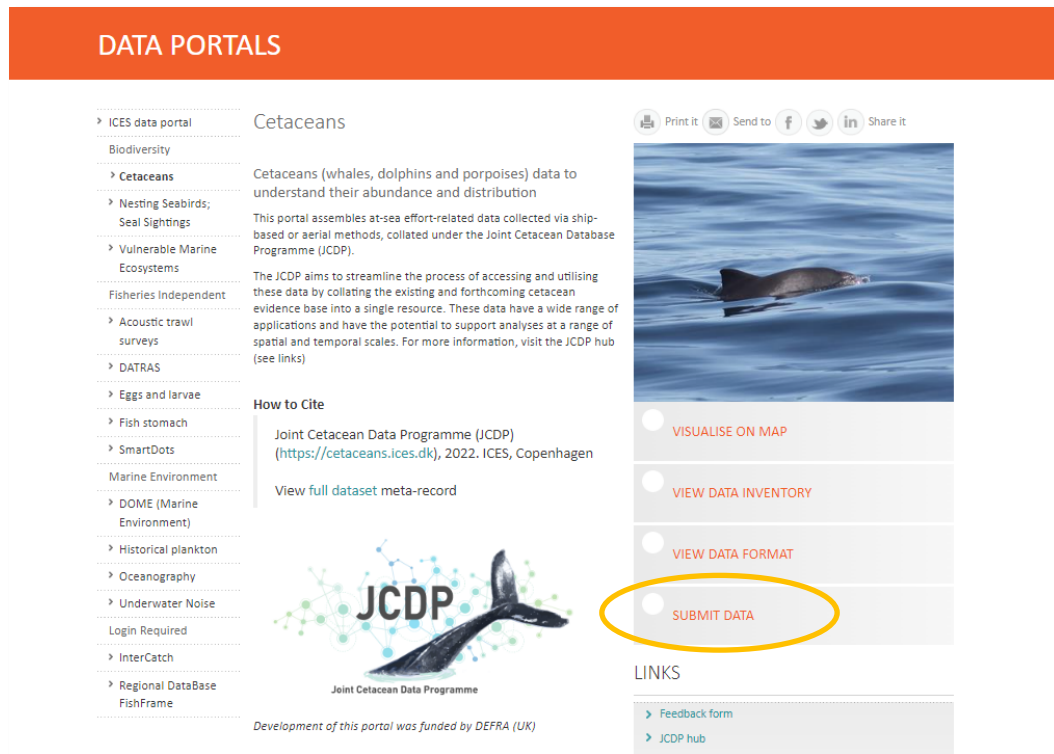 DATA PORTALS
ICES data portal
Biodiversity
Cetaceans
Nesting Seabirds;
Seal Sightings
Vulnerable Marine
Ecosystems
Fisheries Independent
Acoustic trawl
surveys
DATRAS
Eggs and larvae
Fish stomach
SmartDots
Marine Environment
DOME (Marine
Environment)
Historical plankton
Oceanography
Underwater Noise
Login Required
InterCatch
Regional DataBase
FishFrame
Cetaceans
Cetaceans (whales, dolphins and porpoises) data to
understand their abundance and distribution
This portal assembles at-sea effort-related data collected via ship-
based or aerial methods, collated under the Joint Cetacean Database
Programme (JCDP).
The JCDP aims to streamline the process of accessing and utilising
these data by collating the existing and forthcoming cetacean
evidence base into a single resource. These data have a wide range of
applications and have the potential to support analyses at a range of
spatial and temporal scales. For more information, visit the JCDP hub
(see links)
How to Cite
Joint Cetacean Data Programme (JCDP)
(https://cetaceans.ices.dk), 2022. ICES, Copenhagen
View full dataset meta-record
JCDP
Joint Cetacean Data Programme
Development of this portal was funded by DEFRA (UK)
Print it Send to f in Share it
VISUALISE ON MAP
VIEW DATA INVENTORY
VIEW DATA FORMAT
SUBMIT DATA
LINKS
Feedback form
JCDP hub